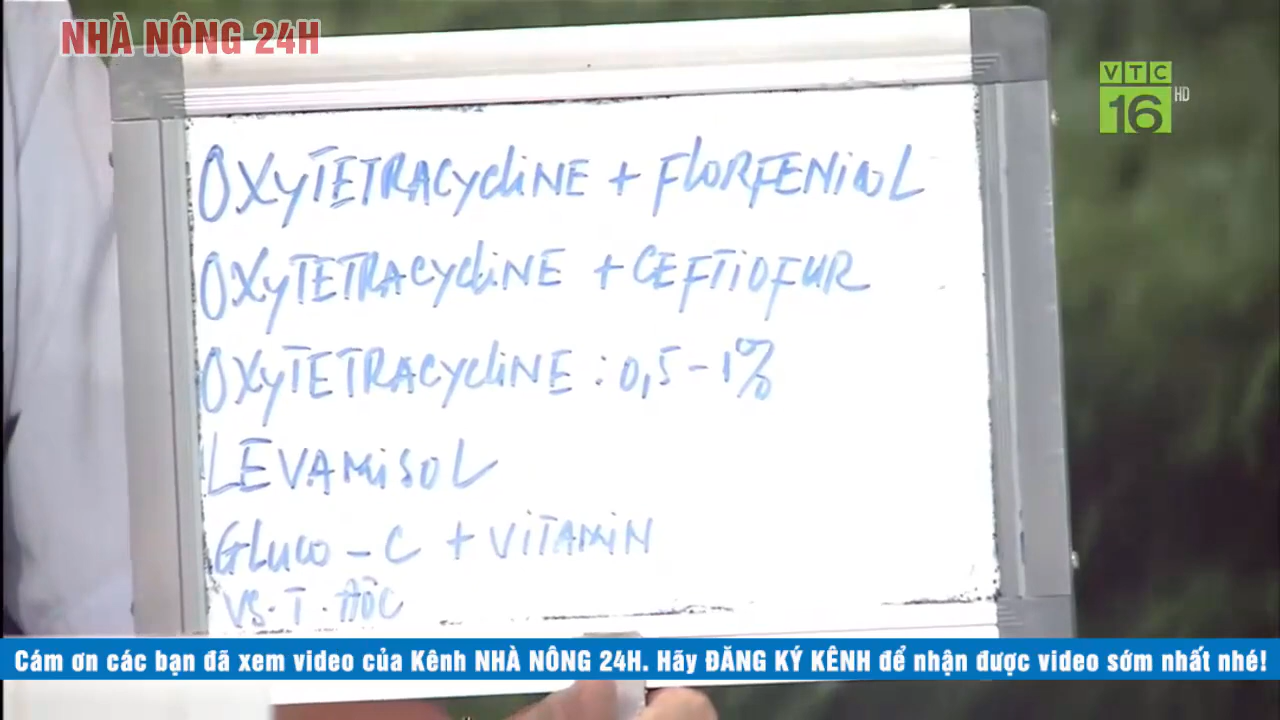 NHÀ NÔNG 24H
VTC
16 HD
OXYTETRACYCLINE + FLORFENICOL
OXYTETRACYCLINE + CEFTIOFUR
OXYTETRACYCLINE : 0,5 - 1%
LEVAMISOL
GLUCO - C + VITAMIN
VS. T. ĐỘC
Cám ơn các bạn đã xem video của Kênh NHÀ NÔNG 24H. Hãy ĐĂNG KÝ KÊNH để nhận được video sớm nhất nhé!